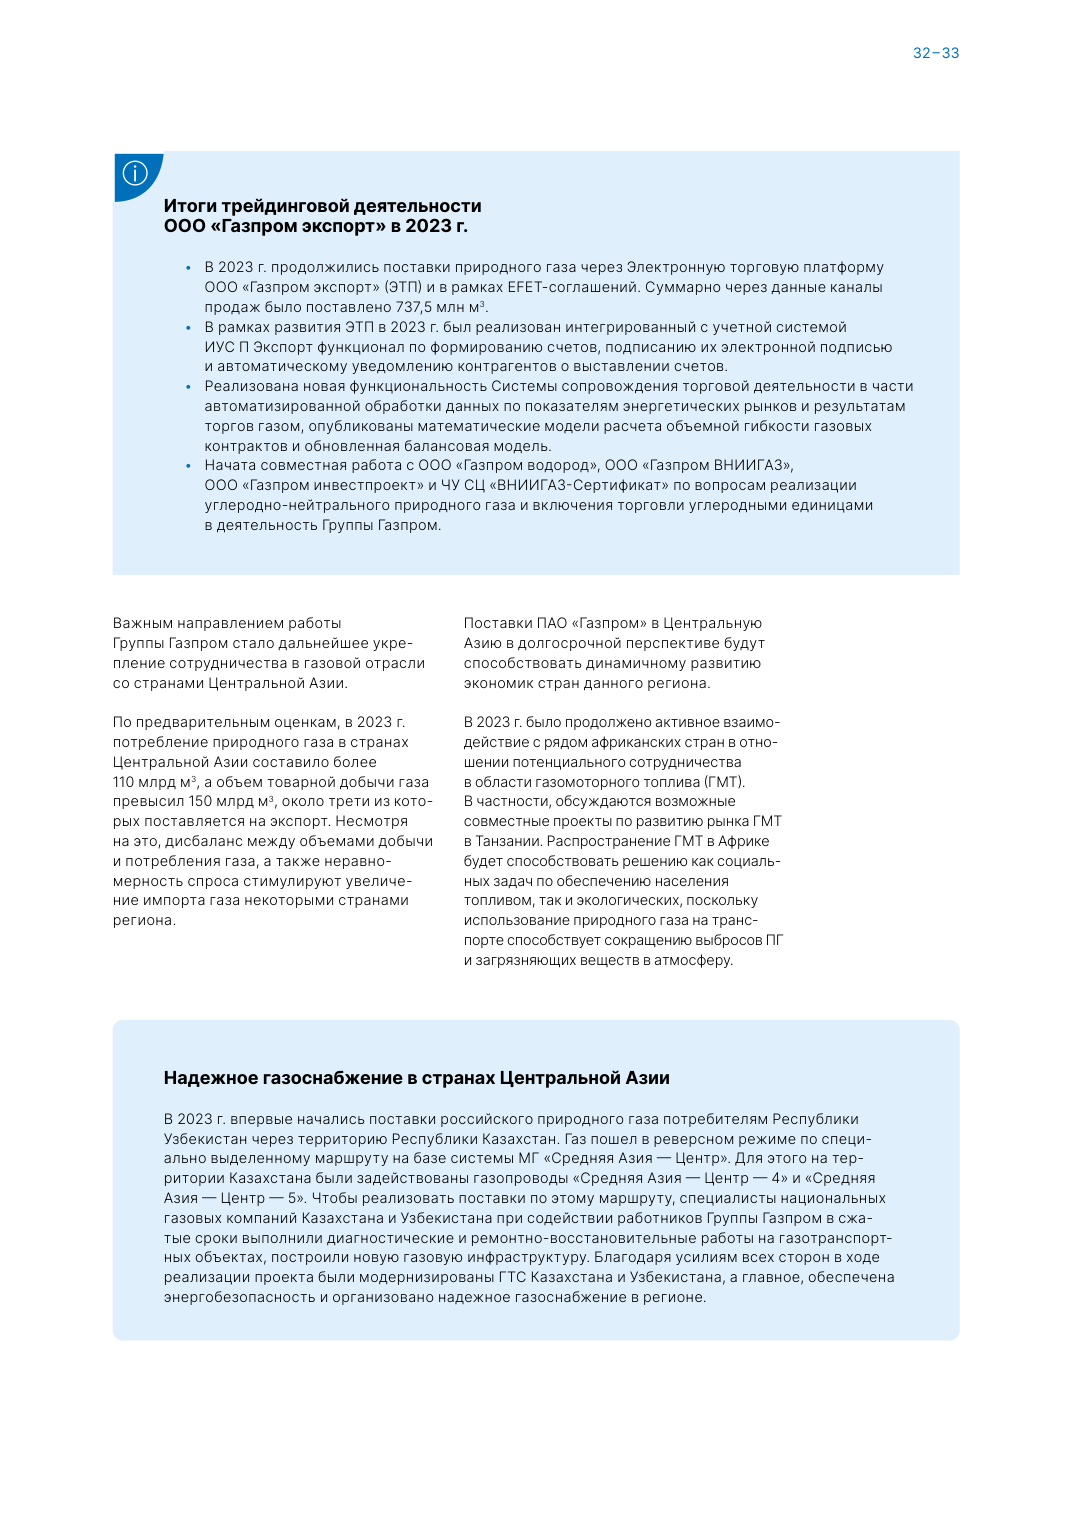 32–33
Итоги трейдинговой деятельности
ООО «Газпром экспорт» в 2023 г.
• В 2023 г. продолжились поставки природного газа через Электронную торговую платформу
ООО «Газпром экспорт» (ЭТП) и в рамках EFET-соглашений. Суммарно через данные каналы
продаж было поставлено 737,5 млн м³.
• В рамках развития ЭТП в 2023 г. был реализован интегрированный с учетной системой
ИУС П Экспорт функционал по формированию счетов, подписанию их электронной подписью
и автоматическому уведомлению контрагентов о выставлении счетов.
• Реализована новая функциональность Системы сопровождения торговой деятельности в части
автоматизированной обработки данных по показателям энергетических рынков и результатам
торгов газом, опубликованы математические модели расчета объемной гибкости газовых
контрактов и обновленная балансовая модель.
• Начата совместная работа с ООО «Газпром водород», ООО «Газпром ВНИИГАЗ»,
ООО «Газпром инвестпроект» и ЧУ СЦ «ВНИИГАЗ-Сертификат» по вопросам реализации
углеродно-нейтрального природного газа и включения торговли углеродными единицами
в деятельность Группы Газпром.
Важным направлением работы
Группы Газпром стало дальнейшее укре-
пление сотрудничества в газовой отрасли
со странами Центральной Азии.
По предварительным оценкам, в 2023 г.
потребление природного газа в странах
Центральной Азии составило более
110 млрд м³, а объем товарной добычи газа
превысил 150 млрд м³, около трети из кото-
рых поставляется на экспорт. Несмотря
на это, дисбаланс между объемами добычи
и потребления газа, а также неравно-
мерность спроса стимулируют увеличе-
ние импорта газа некоторыми странами
региона.
Поставки ПАО «Газпром» в Центральную
Азию в долгосрочной перспективе будут
способствовать динамичному развитию
экономик стран данного региона.
В 2023 г. было продолжено активное взаимо-
действие с рядом африканских стран в отно-
шении потенциального сотрудничества
в области газомоторного топлива (ГМТ).
В частности, обсуждаются возможные
совместные проекты по развитию рынка ГМТ
в Танзании. Распространение ГМТ в Африке
будет способствовать решению как социаль-
ных задач по обеспечению населения
топливом, так и экологических, поскольку
использование природного газа на транс-
порте способствует сокращению выбросов ПГ
и загрязняющих веществ в атмосферу.
Надежное газоснабжение в странах Центральной Азии
В 2023 г. впервые начались поставки российского природного газа потребителям Республики
Узбекистан через территорию Республики Казахстан. Газ пошел в реверсном режиме по специ-
ально выделенному маршруту на базе системы МГ «Средняя Азия — Центр». Для этого на тер-
ритории Казахстана были задействованы газопроводы «Средняя Азия — Центр — 4» и «Средняя
Азия — Центр — 5». Чтобы реализовать поставки по этому маршруту, специалисты национальных
газовых компаний Казахстана и Узбекистана при содействии работников Группы Газпром в сжа-
тые сроки выполнили диагностические и ремонтно-восстановительные работы на газотранспорт-
ных объектах, построили новую газовую инфраструктуру. Благодаря усилиям всех сторон в ходе
реализации проекта были модернизированы ГТС Казахстана и Узбекистана, а главное, обеспечена
энергобезопасность и организовано надежное газоснабжение в регионе.